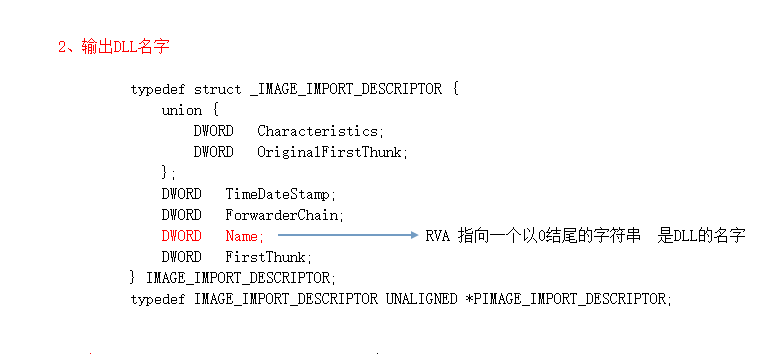 2、输出DLL名字
typedef struct _IMAGE_IMPORT_DESCRIPTOR {
union {
DWORD Characteristics;
DWORD OriginalFirstThunk;
};
DWORD TimeDateStamp;
DWORD ForwarderChain;
DWORD Name; RVA 指向一个以0结尾的字符串 是DLL的名字
DWORD FirstThunk;
} IMAGE_IMPORT_DESCRIPTOR;
typedef IMAGE_IMPORT_DESCRIPTOR UNALIGNED *PIMAGE_IMPORT_DESCRIPTOR;